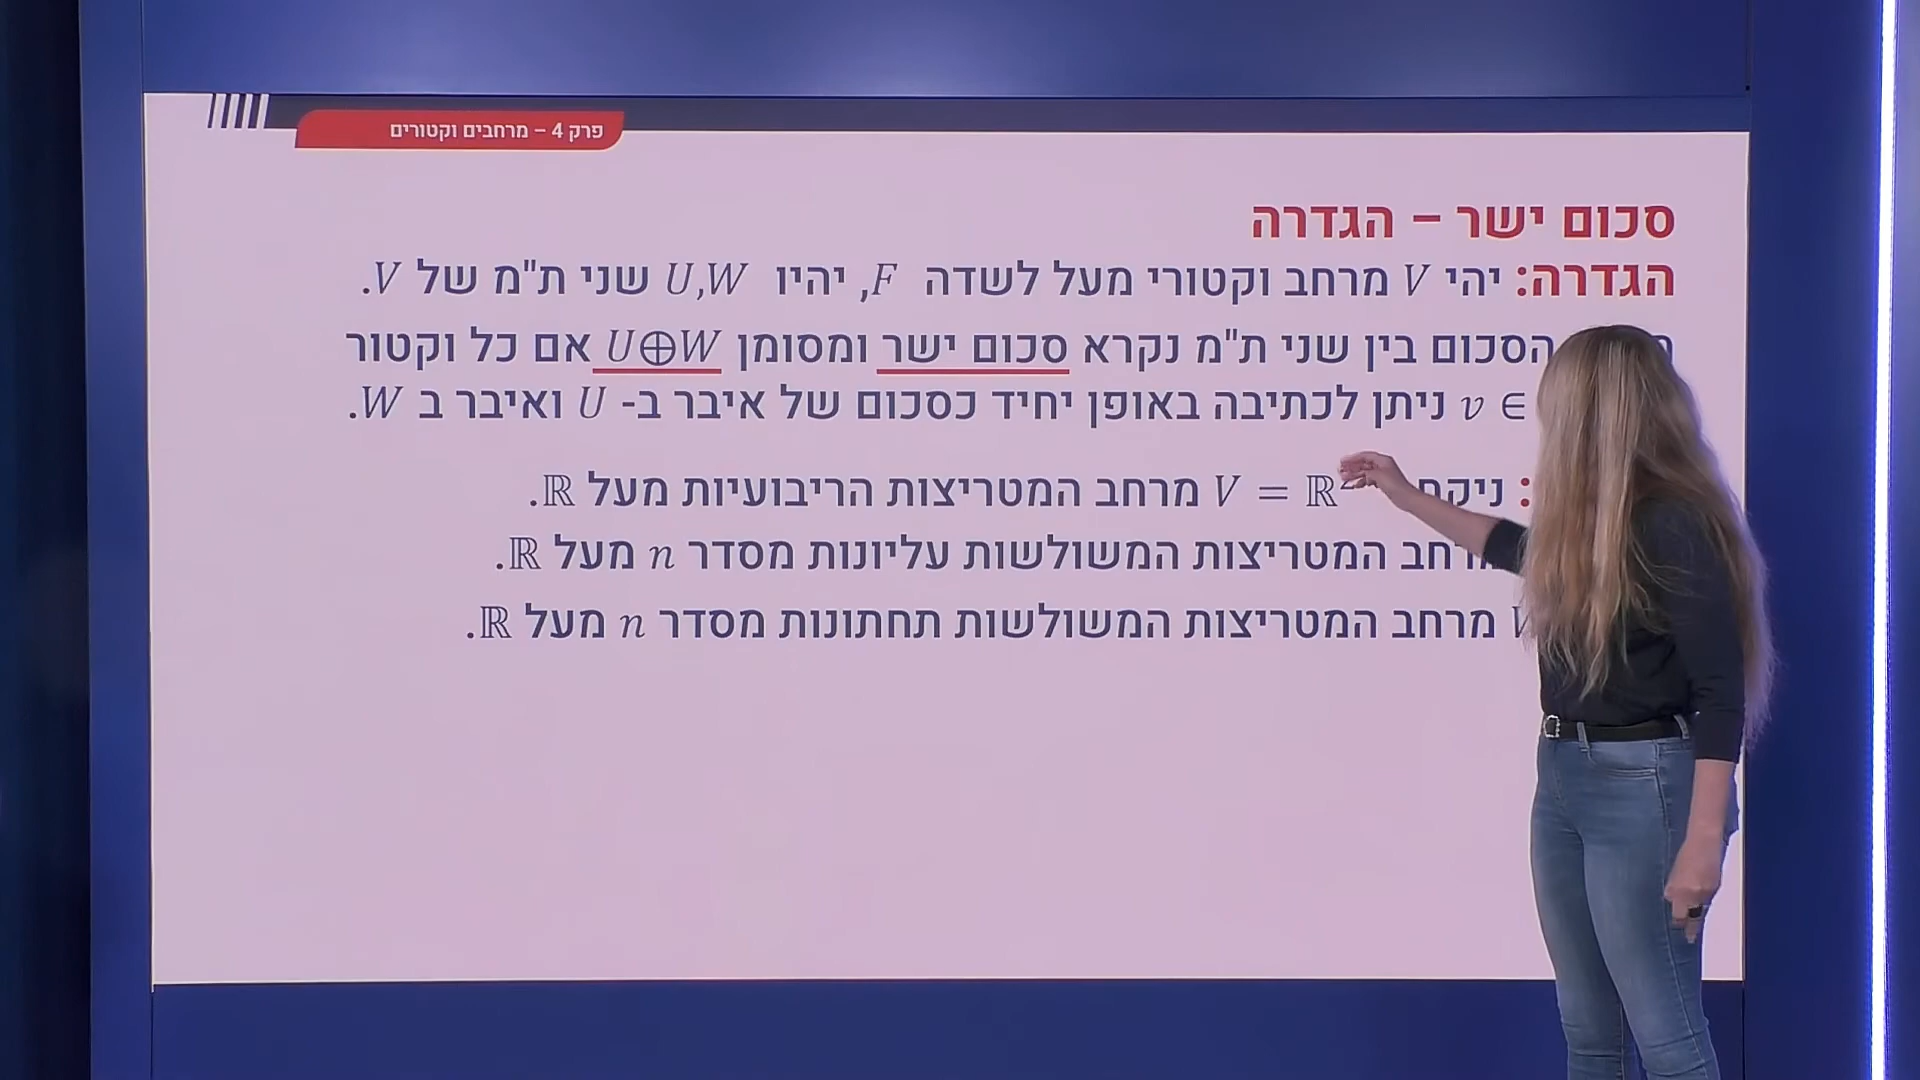 פרק 4 – מרחבים וקטורים
סכום ישר – הגדרה
הגדרה: יהי V מרחב וקטורי מעל לשדה F, יהיו U,W שני ת"מ של V.
הסכום בין שני ת"מ נקרא סכום ישר ומסומן U⊕W אם כל וקטור
v ∈ ניתן לכתיבה באופן יחיד כסכום של איבר ב- U ואיבר ב W.
: ניקח V = ℝ מרחב המטריצות הריבועיות מעל ℝ.
מרחב המטריצות המשולשות עליונות מסדר n מעל ℝ.
מרחב המטריצות המשולשות תחתונות מסדר n מעל ℝ.